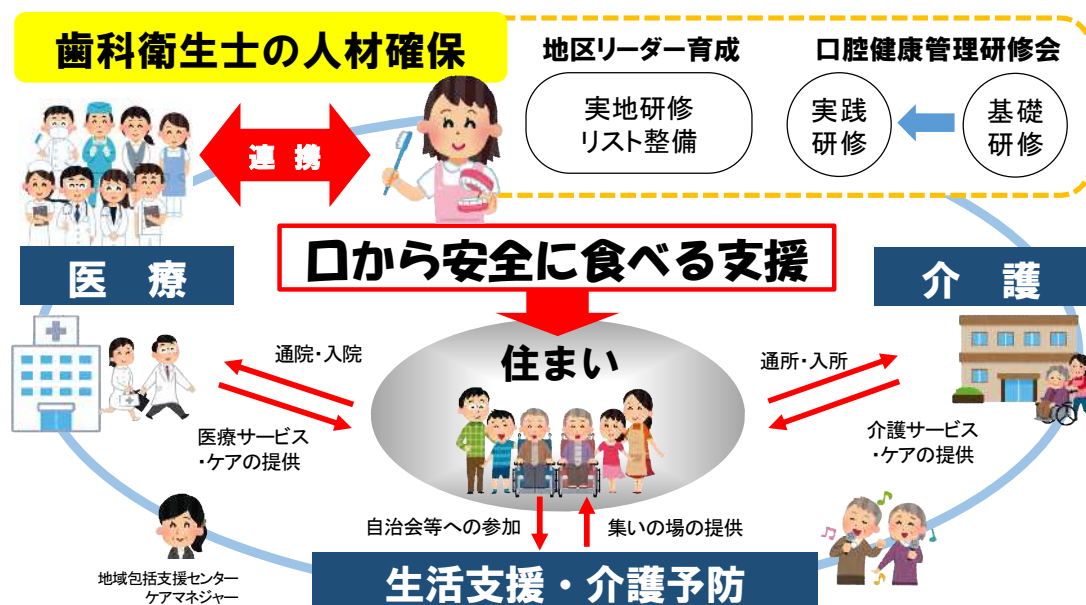 歯科衛生士の人材確保
地区リーダー育成
口腔健康管理研修会
実地研修
リスト整備
実践
研修
基礎
研修
連 携
口から安全に食べる支援
医 療
介 護
住まい
通院・入院
通所・入所
医療サービス
・ケアの提供
介護サービス
・ケアの提供
自治会等への参加
集いの場の提供
地域包括支援センター
ケアマネジャー
生活支援・介護予防